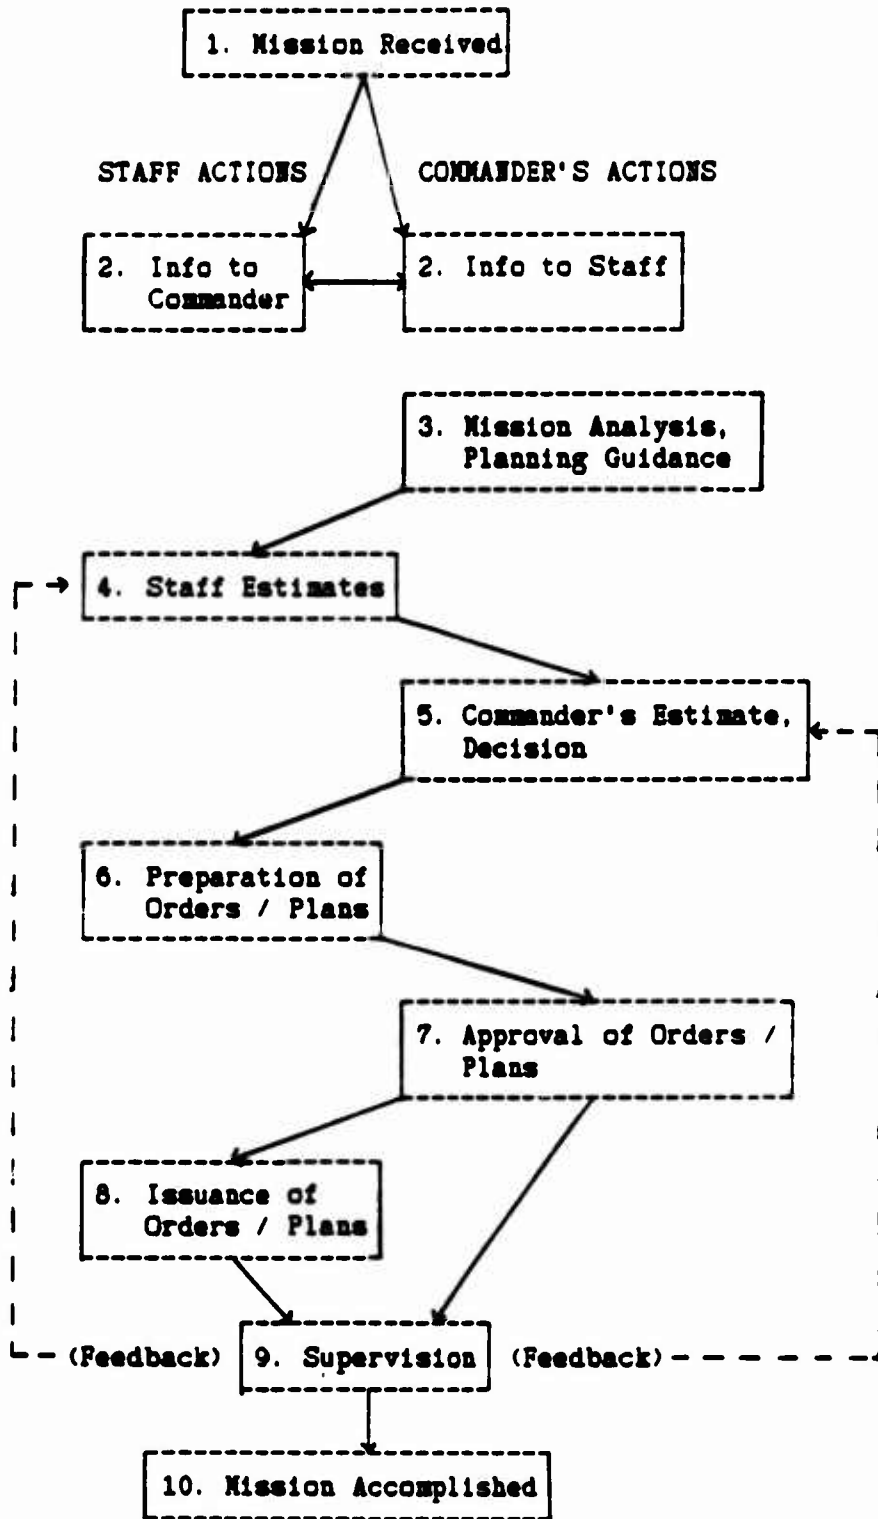 1. Mission Received
STAFF ACTIONS
COMMANDER'S ACTIONS
2. Info to
Commander
2. Info to Staff
3. Mission Analysis,
Planning Guidance
4. Staff Estimates
5. Commander's Estimate,
Decision
6. Preparation of
Orders / Plans
7. Approval of Orders /
Plans
8. Issuance of
Orders / Plans
(Feedback)
9. Supervision
(Feedback)
10. Mission Accomplished